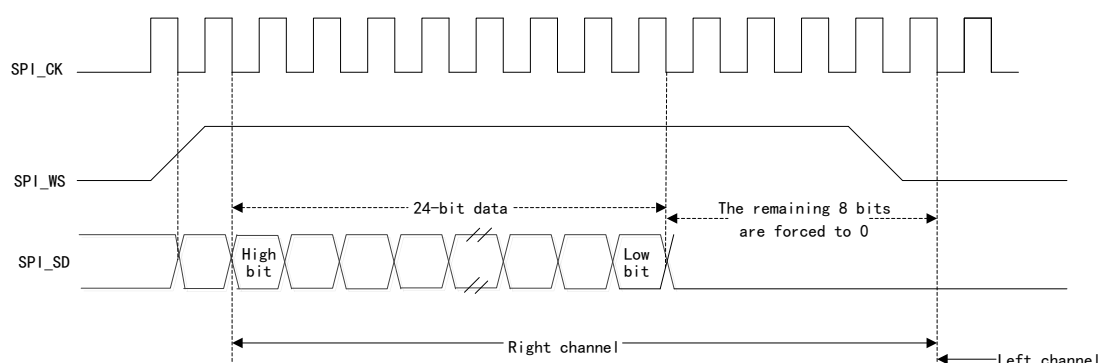 SPI_CK
SPI_WS
24-bit data
The remaining 8 bits
are forced to 0
SPI_SD
High
bit
Low
bit
Right channel
Left channel